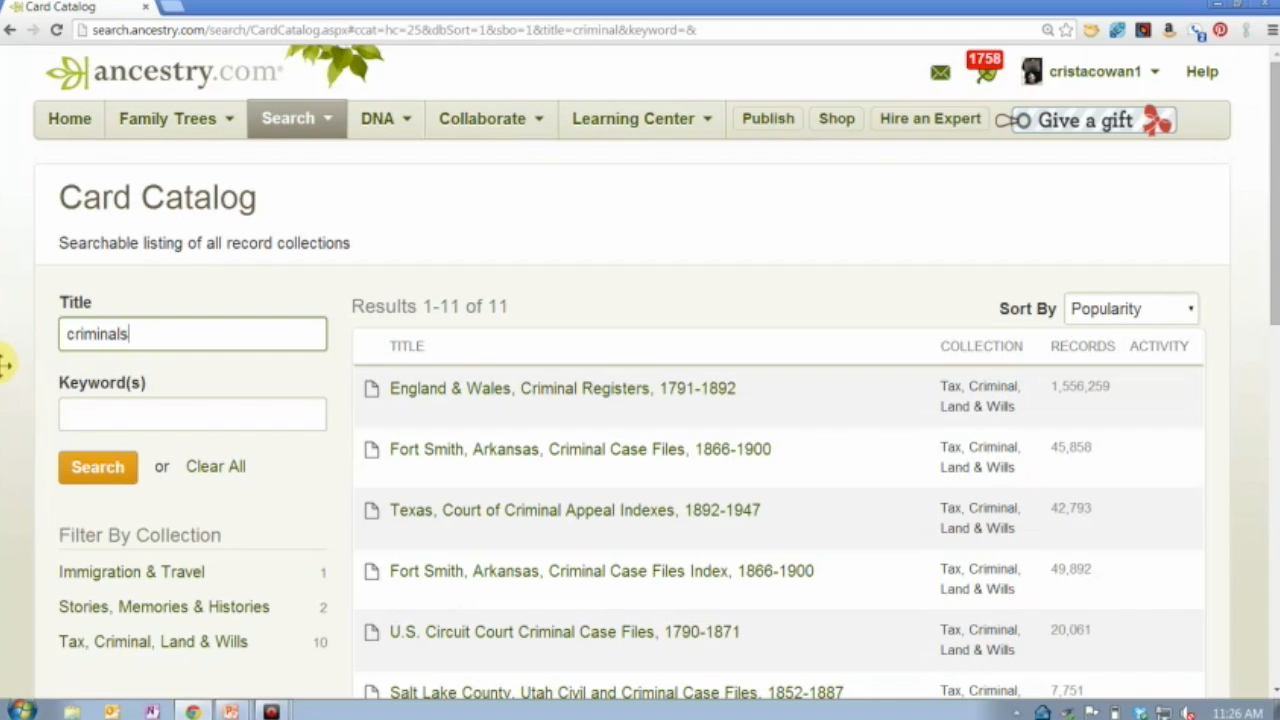 Card Catalog
search.ancestry.com/search/CardCatalog.aspx#ccat=hc=25&dbSort=1&sbo=1&title=criminal&keyword=&
ancestry.com
1758
cristacowan1
Help
Home
Family Trees
Search
DNA
Collaborate
Learning Center
Publish
Shop
Hire an Expert
Give a gift
Card Catalog
Searchable listing of all record collections
Title
criminals
Keyword(s)
Search or Clear All
Filter By Collection
Immigration & Travel 1
Stories, Memories & Histories 2
Tax, Criminal, Land & Wills 10
Results 1-11 of 11
Sort By Popularity
TITLE COLLECTION RECORDS ACTIVITY
England & Wales, Criminal Registers, 1791-1892 Tax, Criminal, 1,556,259
Land & Wills
Fort Smith, Arkansas, Criminal Case Files, 1866-1900 Tax, Criminal, 45,858
Land & Wills
Texas, Court of Criminal Appeal Indexes, 1892-1947 Tax, Criminal, 42,793
Land & Wills
Fort Smith, Arkansas, Criminal Case Files Index, 1866-1900 Tax, Criminal, 49,892
Land & Wills
U.S. Circuit Court Criminal Case Files, 1790-1871 Tax, Criminal, 20,061
Land & Wills
Salt Lake County, Utah Civil and Criminal Case Files, 1852-1887 Tax, Criminal, 7,751
11:26 AM